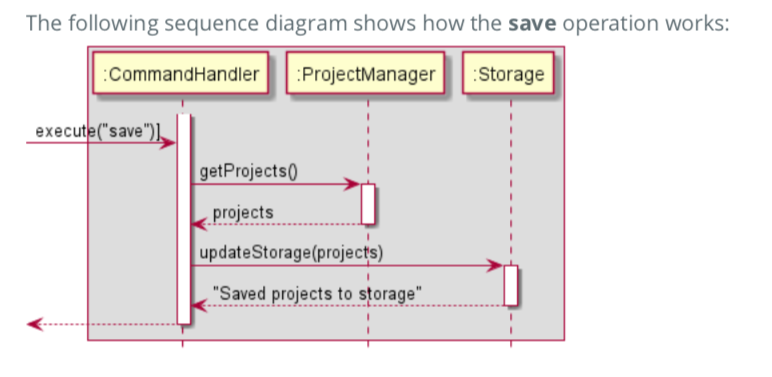 The following sequence diagram shows how the save operation works:
:CommandHandler :ProjectManager :Storage
execute("save")]
getProjects()
projects
updateStorage(projects)
"Saved projects to storage"